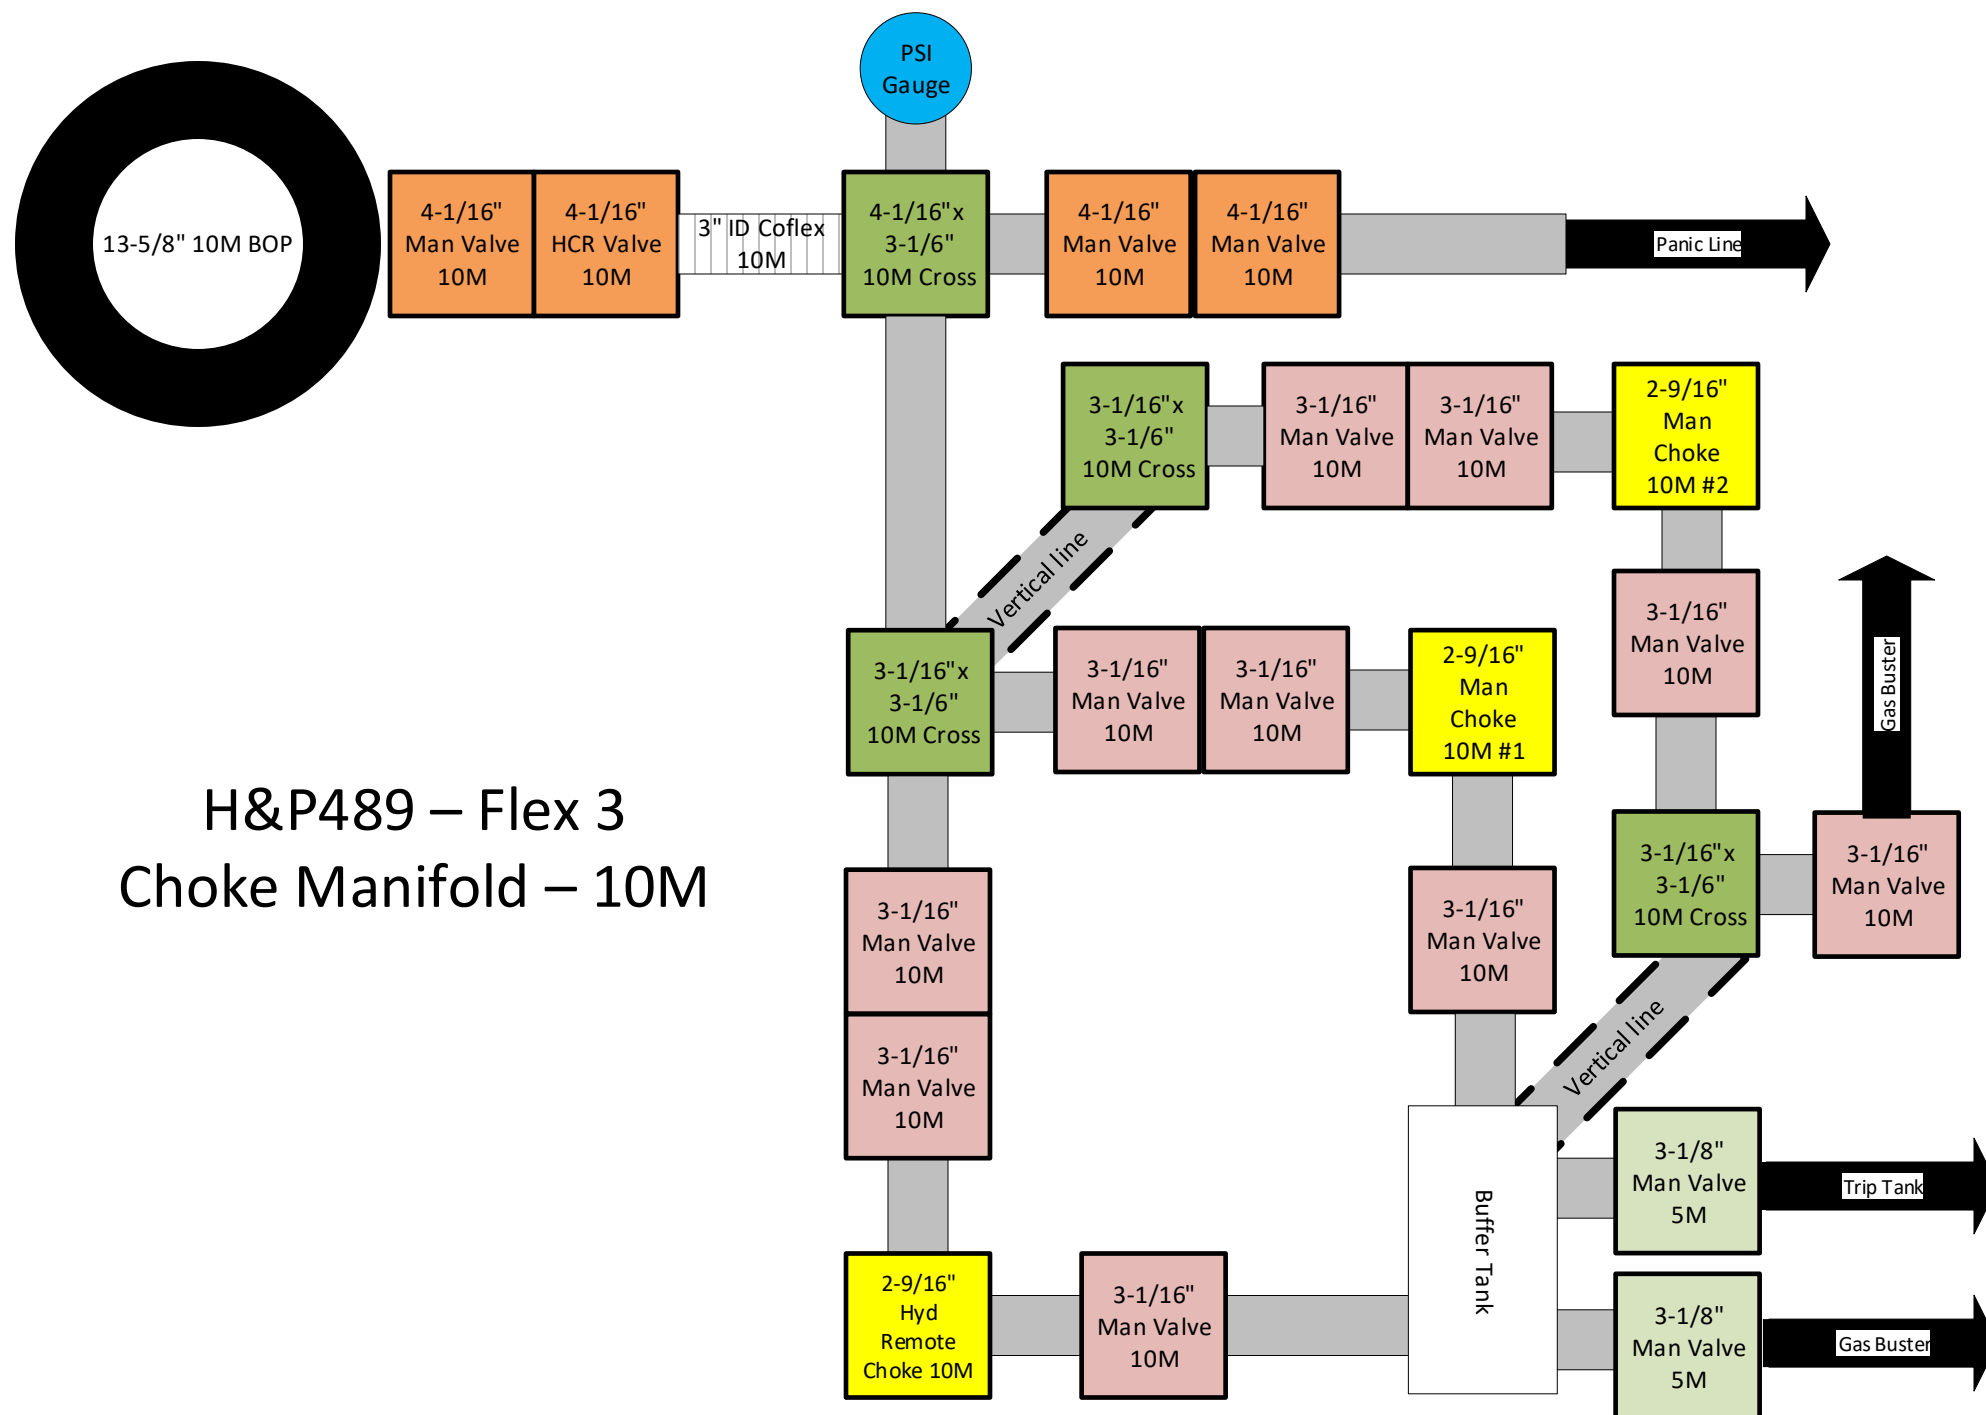 PSI
Gauge
13-5/8" 10M BOP
4-1/16"
Man Valve
10M
4-1/16"
HCR Valve
10M
3" ID Coflex
10M
4-1/16"x
3-1/6"
10M Cross
4-1/16"
Man Valve
10M
4-1/16"
Man Valve
10M
Panic Line
3-1/16"x
3-1/6"
10M Cross
3-1/16"
Man Valve
10M
3-1/16"
Man Valve
10M
2-9/16"
Man
Choke
10M #2
Vertical line
3-1/16"x
3-1/6"
10M Cross
3-1/16"
Man Valve
10M
3-1/16"
Man Valve
10M
2-9/16"
Man
Choke
10M #1
3-1/16"
Man Valve
10M
Gas Buster
H&P489 – Flex 3
Choke Manifold – 10M
3-1/16"
Man Valve
10M
3-1/16"
Man Valve
10M
3-1/16"x
3-1/6"
10M Cross
3-1/16"
Man Valve
10M
3-1/16"
Man Valve
10M
Vertical line
Buffer Tank
3-1/8"
Man Valve
5M
Trip Tank
2-9/16"
Hyd
Remote
Choke 10M
3-1/16"
Man Valve
10M
3-1/8"
Man Valve
5M
Gas Buster